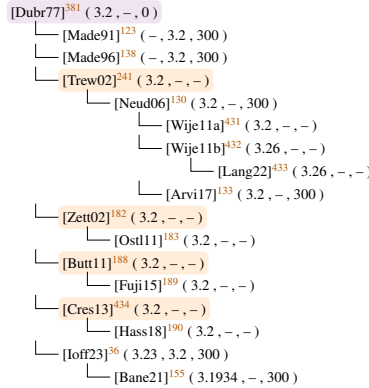 [Dubr77]381 ( 3.2 , – , 0 )
[Made91]123 ( – , 3.2 , 300 )
[Made96]138 ( – , 3.2 , 300 )
[Trew02]241 ( 3.2 , – , – )
[Neud06]130 ( 3.2 , – , 300 )
[Wije11a]431 ( 3.2 , – , – )
[Wije11b]432 ( 3.26 , – , – )
[Lang22]433 ( 3.26 , – , – )
[Arvi17]133 ( 3.2 , – , 300 )
[Zett02]182 ( 3.2 , – , – )
[Ostl11]183 ( 3.2 , – , – )
[Butt11]188 ( 3.2 , – , – )
[Fuji15]189 ( 3.2 , – , – )
[Cres13]434 ( 3.2 , – , – )
[Hass18]190 ( 3.2 , – , – )
[Ioff23]36 ( 3.23 , 3.2 , 300 )
[Bane21]155 ( 3.1934 , – , 300 )